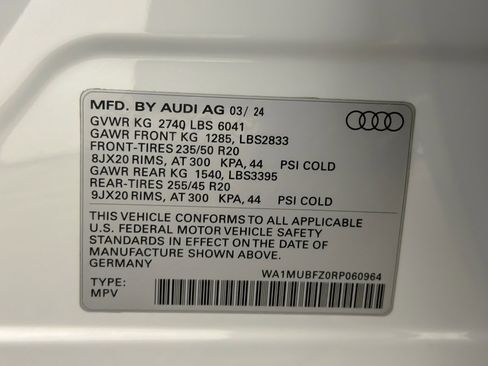 MFD. BY AUDI AG 03/ 24
GVWR KG 2740 LBS 6041
GAWR FRONT KG 1285, LBS2833
FRONT-TIRES 235/50 R20
8JX20 RIMS, AT 300 KPA, 44 PSI COLD
GAWR REAR KG 1540, LBS3395
REAR-TIRES 255/45 R20
9JX20 RIMS, AT 300 KPA, 44 PSI COLD
THIS VEHICLE CONFORMS TO ALL APPLICABLE
U.S. FEDERAL MOTOR VEHICLE SAFETY
STANDARDS IN EFFECT ON THE DATE OF
MANUFACTURE SHOWN ABOVE.
GERMANY
WA1MUBFZ0RP060964
TYPE:
MPV